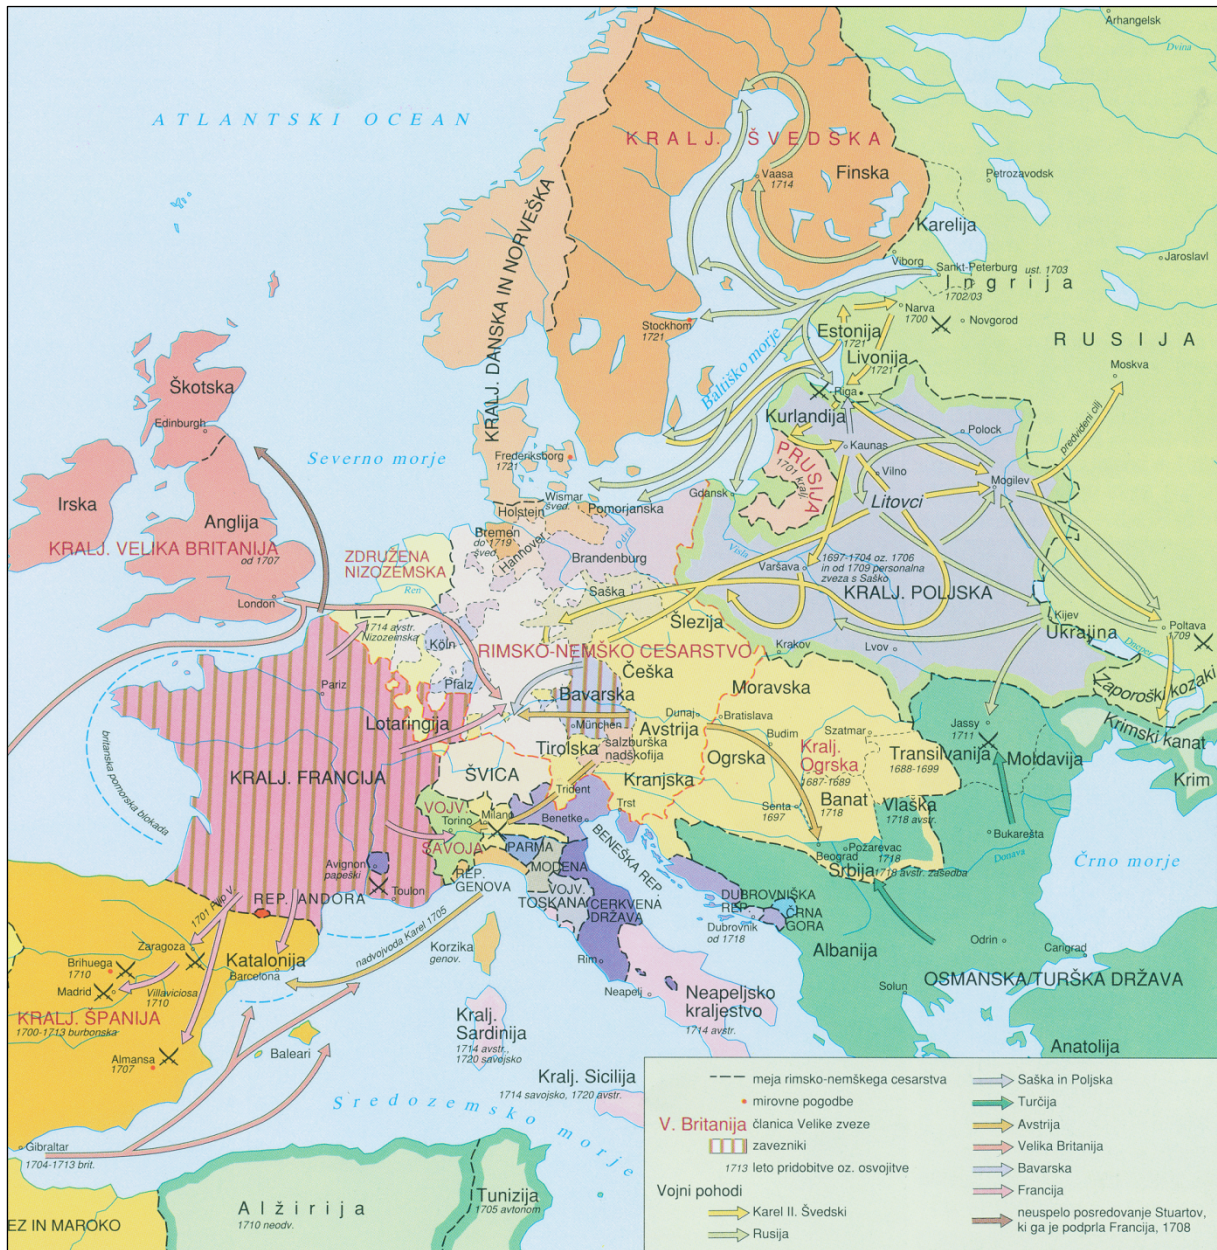 Arhangelsk
Dvina
ATLANTSKI OCEAN
KRALJ. ŠVEDSKA
Vaasa
1714
Finska
Petrozavodsk
KRALJ. DANSKA IN NORVEŠKA
Karelija
Viborg
Sankt-Peterburg ust. 1703
Ingrija
1702/03
Jaroslavl
Narva
1700
Novgorod
Stockhom
1721
Estonija
1721
Livonija
1721
RUSIJA
Moskva
Baltiško morje
Riga
Škotska
Edinburgh
Kurlandija
predvideni cilj
Polock
Kaunas
Severno morje
Frederiksborg
1721
PRUSIJA
1701 kralj.
Vilno
Mogilev
Litovci
Wismar
šved.
Gdansk
Irska
Anglija
Holstein
Pomorjanska
Bremen
do 1719
šved.
Hannover
Odra
KRALJ. VELIKA BRITANIJA
od 1707
ZDRUŽENA
NIZOZEMSKA
Brandenburg
Visla
Varšava
1697-1704 oz. 1706
in od 1709 personalna
zveza s Saško
KRALJ. POLJSKA
London
Ren
Saška
1714 avstr.
Nizozemska
Šlezija
Kijev
Ukrajina
Poltava
1709
Dneper
Köln
RIMSKO-NEMŠKO CESARSTVO
Krakov
Lvov
Pariz
Pfalz
Češka
Moravska
Zaporoški kozaki
Lotaringija
Bavarska
München
Dunaj
Bratislava
Avstrija
Jassy
1711
Krimski kanat
britanska pomorska blokada
Tirolska
salzburška
nadškofija
Budim
Szatmar
Kralj.
Ogrska
1687-1689
Ogrska
Transilvanija
1688-1699
Moldavija
KRALJ. FRANCIJA
ŠVICA
Kranjska
Krim
Trident
VOJV.
SAVOJA
Torino
Milano
Benetke
Trst
Senta
1697
Banat
1718
Vlaška
1718 avstr.
Bukarešta
Donava
BENEŠKA REP.
PARMA
MODENA
Beograd
Požarevac
1718
Srbija
1718 avstr. zasedba
Črno morje
Avignon
papeški
REP.
GENOVA
Toulon
VOJV.
TOSKANA
CERKVENA
DRŽAVA
DUBROVNIŠKA
REP.
Dubrovnik
od 1718
ČRNA
GORA
1701 Filip V.
REP. ANDORA
nadvojvoda Karel 1705
Korzika
genov.
Rim
Albanija
Odrin
Carigrad
Zaragoza
Brihuega
1710
Katalonija
Barcelona
Madrid
Villaviciosa
1710
OSMANSKA/TURŠKA DRŽAVA
Solun
Neapelj
Neapeljsko
kraljestvo
1714 avstr.
KRALJ. ŠPANIJA
1700-1713 burbonska
Kralj.
Sardinija
1714 avstr.,
1720 savojsko
Baleari
Anatolija
Almansa
1707
Kralj. Sicilija
1714 savojsko, 1720 avstr.
Sredozemsko morje
Gibraltar
1704-1713 brit.
Alžirija
1710 neodv.
Tunizija
1705 avtonom
EZ IN MAROKO
meja rimsko-nemškega cesarstva
mirovne pogodbe
V. Britanija članica Velike zveze
zavezniki
1713 leto pridobitve oz. osvojitve
Vojni pohodi
Karel II. Švedski
Rusija
Saška in Poljska
Turčija
Avstrija
Velika Britanija
Bavarska
Francija
neuspelo posredovanje Stuartov,
ki ga je podprla Francija, 1708